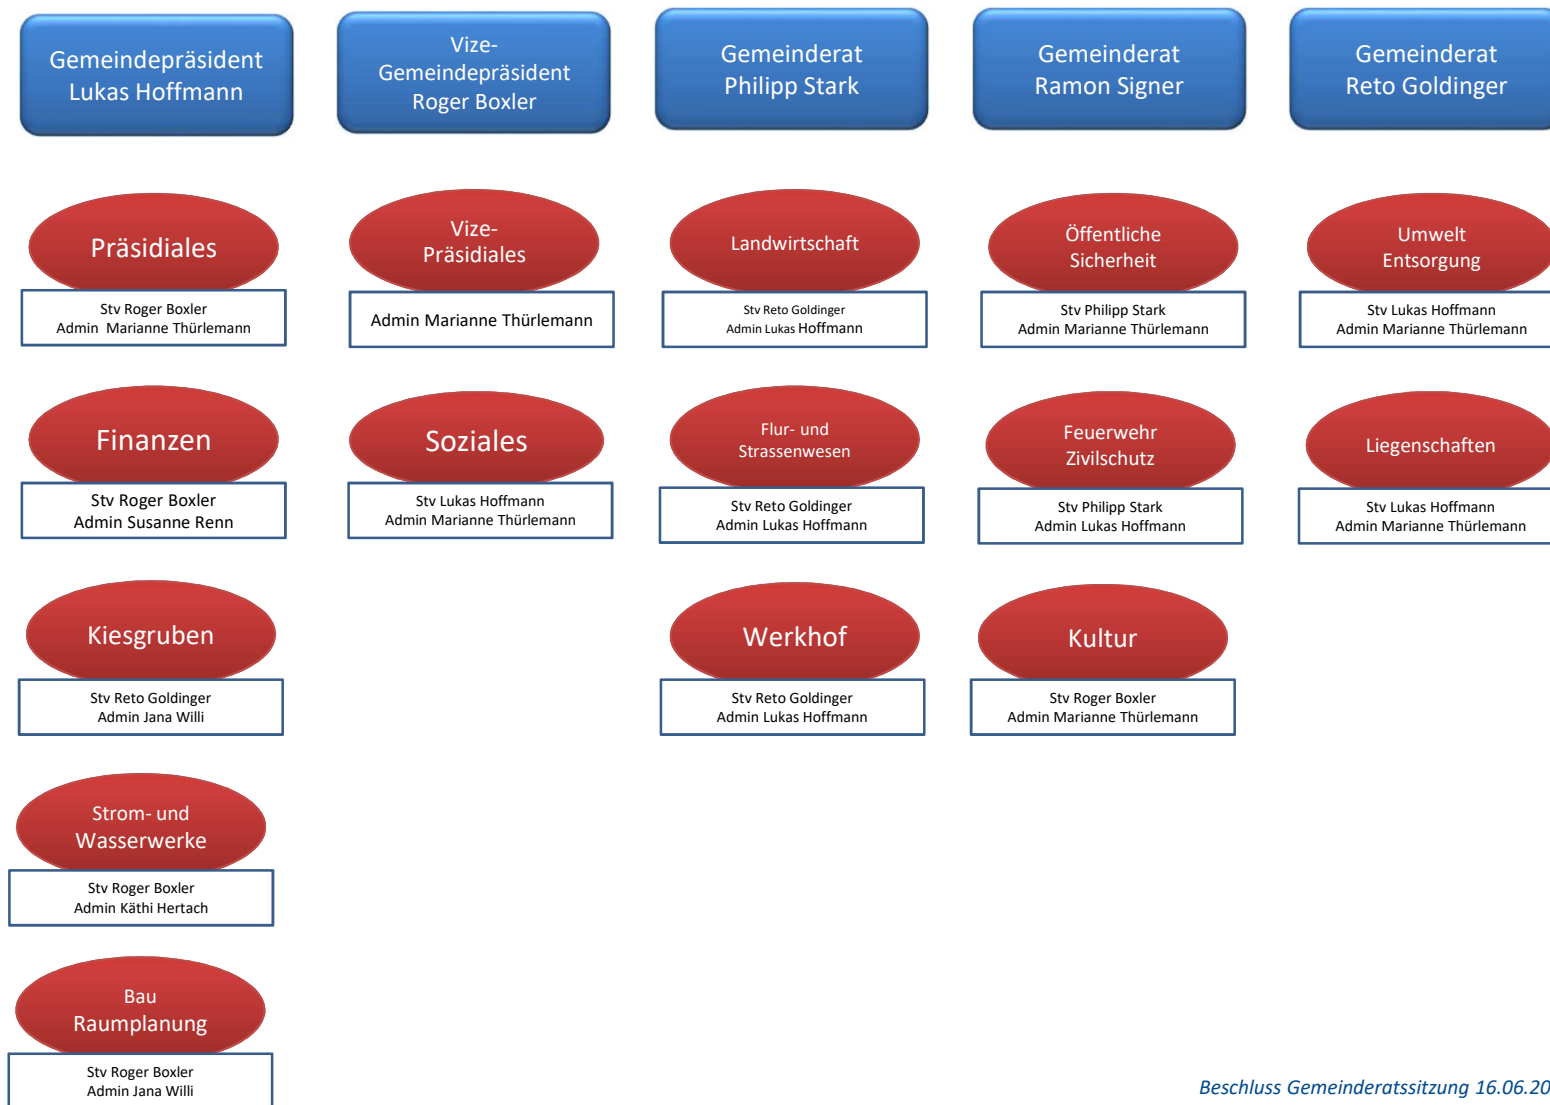 Gemeindepräsident
Lukas Hoffmann
Vize-
Gemeindepräsident
Roger Boxler
Gemeinderat
Philipp Stark
Gemeinderat
Ramon Signer
Gemeinderat
Reto Goldinger
Präsidiales
Stv Roger Boxler
Admin Marianne Thürlemann
Vize-
Präsidiales
Admin Marianne Thürlemann
Landwirtschaft
Stv Reto Goldinger
Admin Lukas Hoffmann
Öffentliche
Sicherheit
Stv Philipp Stark
Admin Marianne Thürlemann
Umwelt
Entsorgung
Stv Lukas Hoffmann
Admin Marianne Thürlemann
Finanzen
Stv Roger Boxler
Admin Susanne Renn
Soziales
Stv Lukas Hoffmann
Admin Marianne Thürlemann
Flur- und
Strassenwesen
Stv Reto Goldinger
Admin Lukas Hoffmann
Feuerwehr
Zivilschutz
Stv Philipp Stark
Admin Lukas Hoffmann
Liegenschaften
Stv Lukas Hoffmann
Admin Marianne Thürlemann
Kiesgruben
Stv Reto Goldinger
Admin Jana Willi
Werkhof
Stv Reto Goldinger
Admin Lukas Hoffmann
Kultur
Stv Roger Boxler
Admin Marianne Thürlemann
Strom- und
Wasserwerke
Stv Roger Boxler
Admin Käthi Hertach
Bau
Raumplanung
Stv Roger Boxler
Admin Jana Willi
Beschluss Gemeinderatssitzung 16.06.20